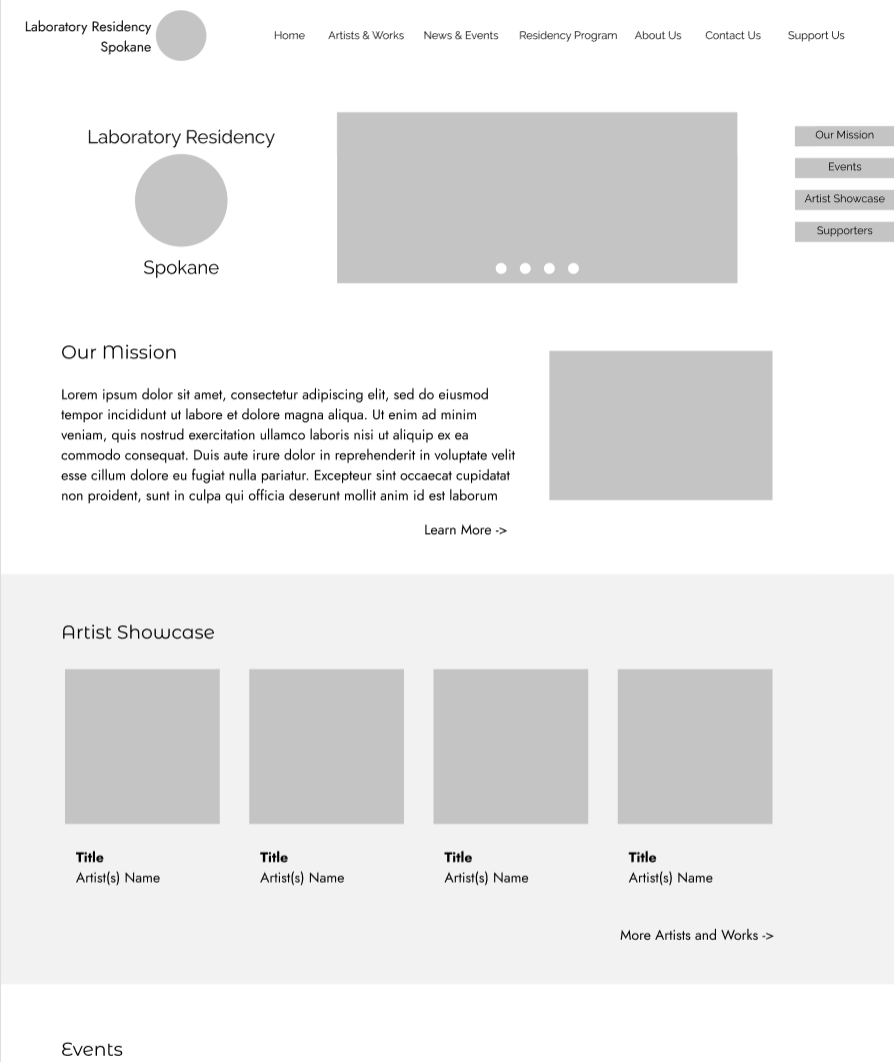 Laboratory Residency
Spokane
Home Artists & Works News & Events Residency Program About Us Contact Us Support Us
Laboratory Residency
Spokane
Our Mission
Events
Artist Showcase
Supporters
Our Mission
Lorem ipsum dolor sit amet, consectetur adipiscing elit, sed do eiusmod
tempor incididunt ut labore et dolore magna aliqua. Ut enim ad minim
veniam, quis nostrud exercitation ullamco laboris nisi ut aliquip ex ea
commodo consequat. Duis aute irure dolor in reprehenderit in voluptate velit
esse cillum dolore eu fugiat nulla pariatur. Excepteur sint occaecat cupidatat
non proident, sunt in culpa qui officia deserunt mollit anim id est laborum
Learn More ->
Artist Showcase
Title Title Title Title
Artist(s) Name Artist(s) Name Artist(s) Name Artist(s) Name
More Artists and Works ->
Events